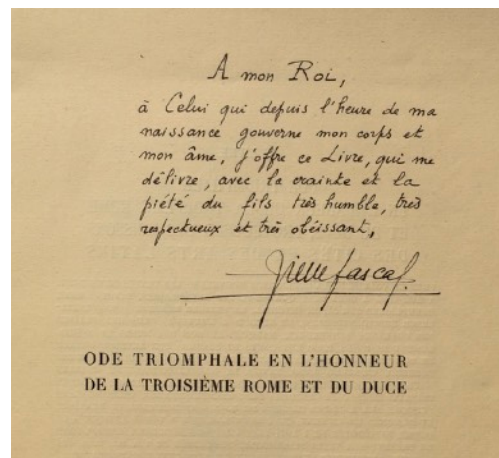 A mon Roi,
à Celui qui depuis l'heure de ma
naissance gouverne mon corps et
mon âme, j'offre ce Livre, qui me
délivre, avec la crainte et la
piété du fils très humble, très
respectueux et très obéissant,
Pierre Pascal.
ODE TRIOMPHALE EN L'HONNEUR
DE LA TROISIÈME ROME ET DU DUCE